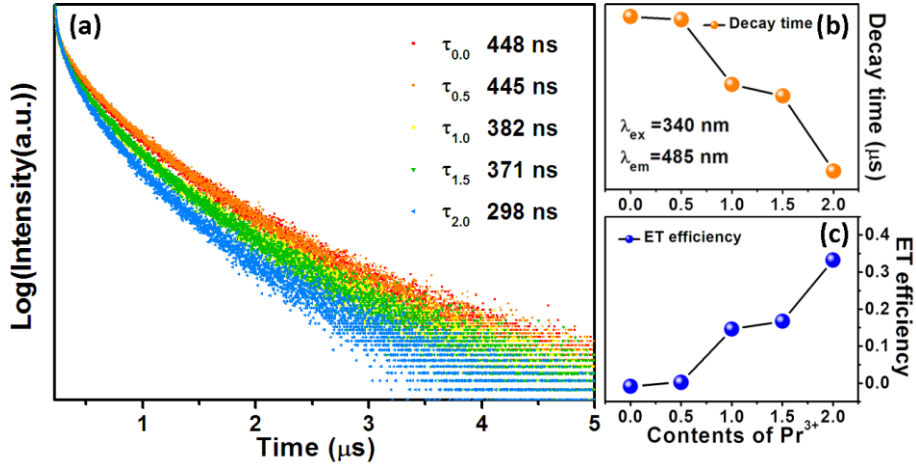 (a)
τ0.0 448 ns
τ0.5 445 ns
τ1.0 382 ns
τ1.5 371 ns
τ2.0 298 ns
Log(Intensity(a.u.))
1 2 3 4 5
Time (μs)
Decay time (b)
λex =340 nm
λem =485 nm
Decay time (μs)
0.0 0.5 1.0 1.5 2.0
ET efficiency (c)
0.4
0.3
0.2
0.1
0.0
ET efficiency
0.0 0.5 1.0 1.5 2.0
Contents of Pr3+